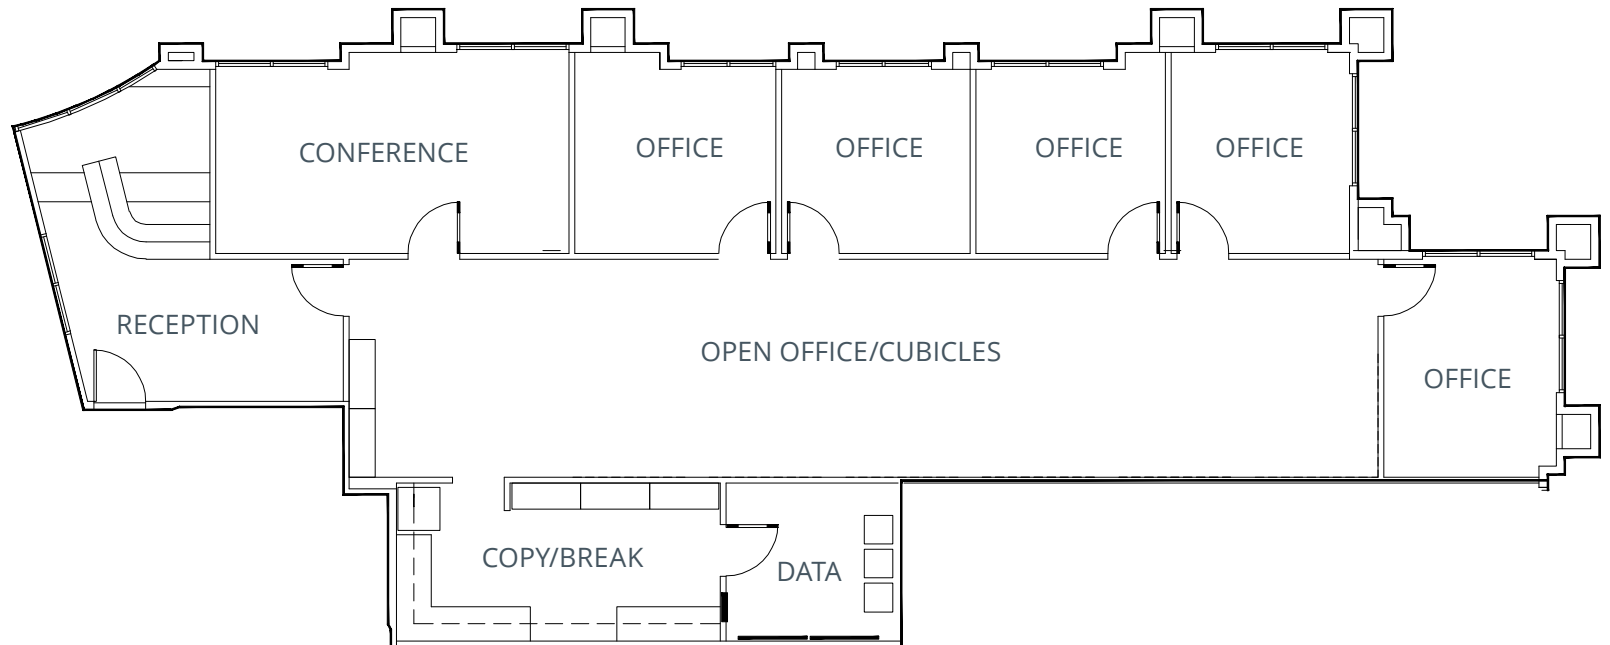 CONFERENCE
OFFICE
OFFICE
OFFICE
OFFICE
RECEPTION
OPEN OFFICE/CUBICLES
OFFICE
COPY/BREAK
DATA